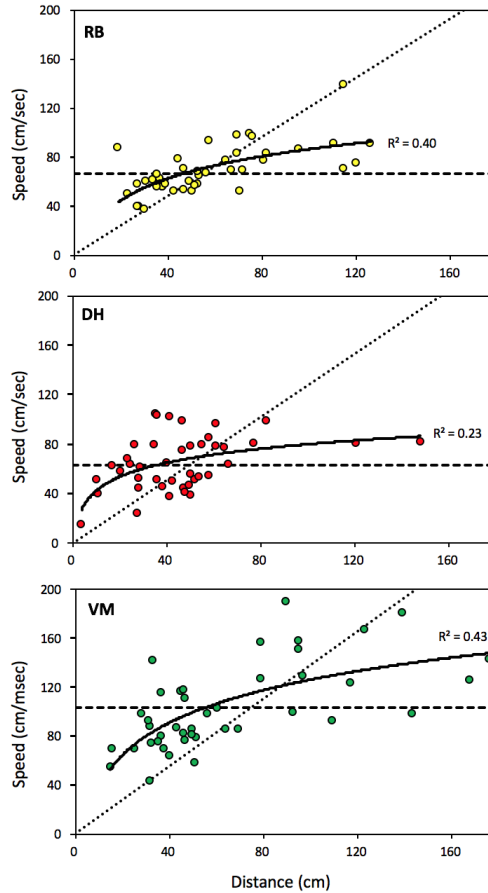 RB
Speed (cm/sec)
200
160
120
80
40
0
R² = 0.40
0 40 80 120 160
DH
Speed (cm/sec)
200
160
120
80
40
0
R² = 0.23
0 40 80 120 160
VM
Speed (cm/msec)
200
160
120
80
40
0
R² = 0.43
0 40 80 120 160
Distance (cm)